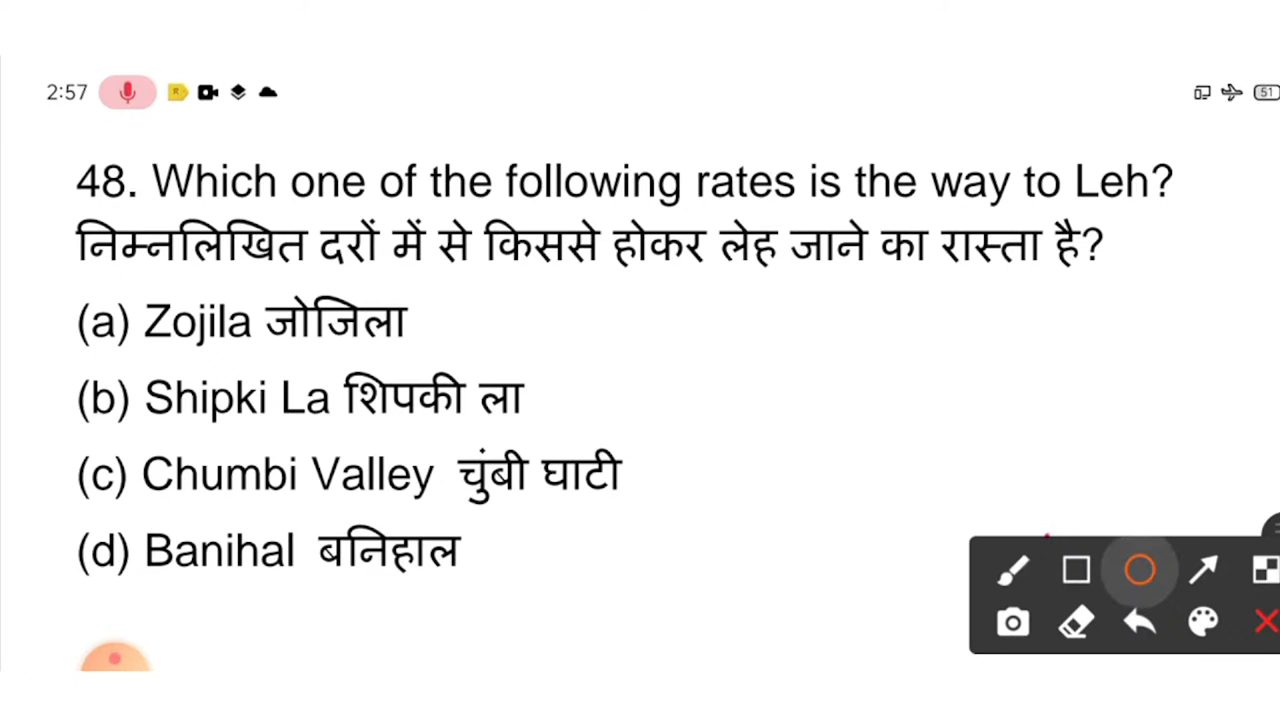 2:57
R
51
48. Which one of the following rates is the way to Leh?
निम्नलिखित दरों में से किससे होकर लेह जाने का रास्ता है?
(a) Zojila जोजिला
(b) Shipki La शिपकी ला
(c) Chumbi Valley चुंबी घाटी
(d) Banihal बनिहाल